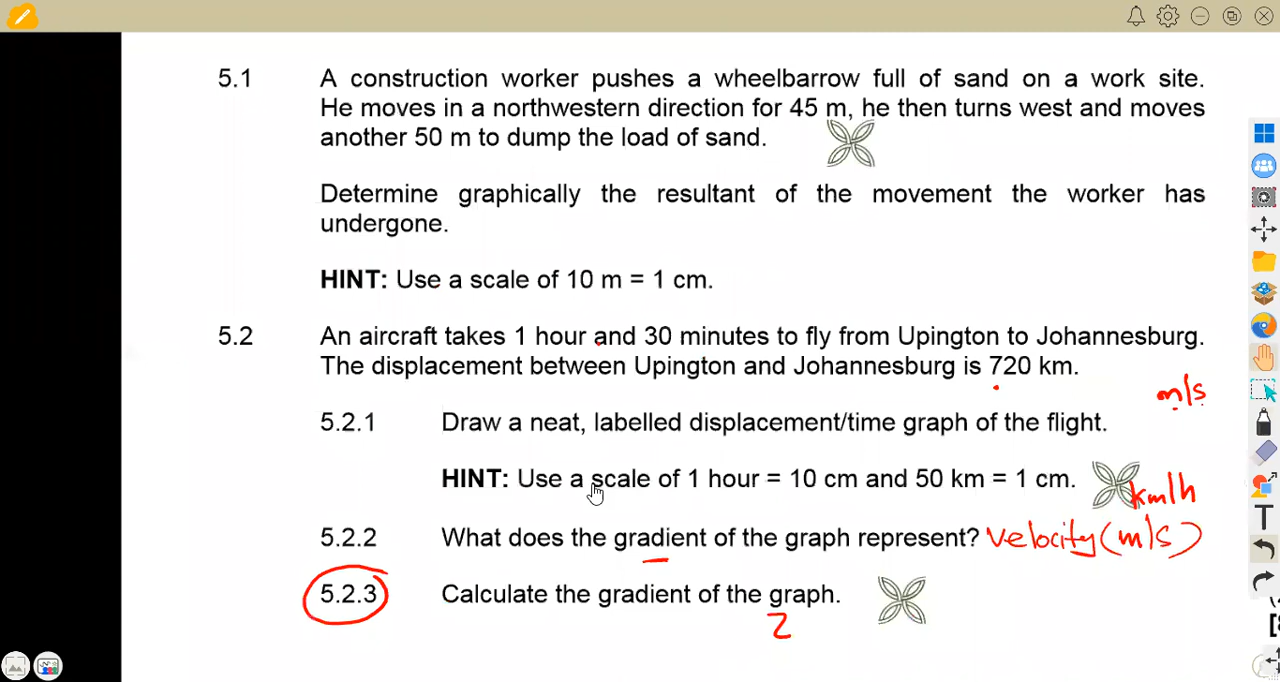 5.1 A construction worker pushes a wheelbarrow full of sand on a work site.
He moves in a northwestern direction for 45 m, he then turns west and moves
another 50 m to dump the load of sand.
Determine graphically the resultant of the movement the worker has
undergone.
HINT: Use a scale of 10 m = 1 cm.
5.2 An aircraft takes 1 hour and 30 minutes to fly from Upington to Johannesburg.
The displacement between Upington and Johannesburg is 720 km.
m/s
5.2.1 Draw a neat, labelled displacement/time graph of the flight.
HINT: Use a scale of 1 hour = 10 cm and 50 km = 1 cm.
km/h
5.2.2 What does the gradient of the graph represent? Velocity (m/s)
5.2.3 Calculate the gradient of the graph.
2